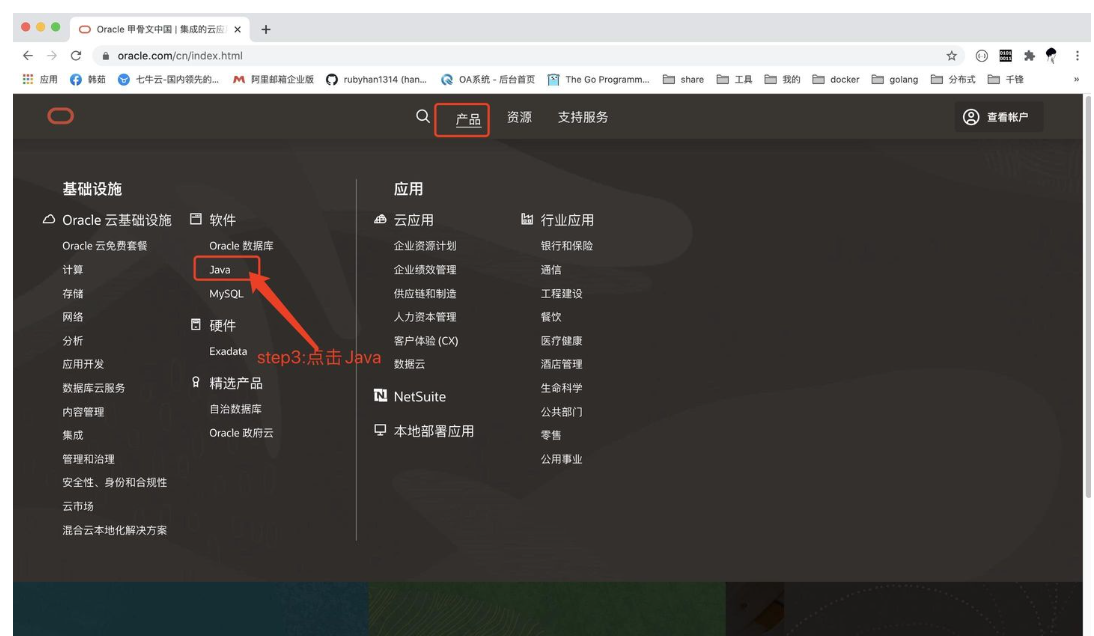 Oracle 甲骨文中国 | 集成的云应
oracle.com/cn/index.html
应用 韩茹 七牛云-国内领先的... 阿里邮箱企业版 rubyhan1314 (han... OA系统 - 后台首页 The Go Programm... share 工具 我的 docker golang 分布式 千锋 »
产品 资源 支持服务 查看帐户
基础设施
Oracle 云基础设施
Oracle 云免费套餐
计算
存储
网络
分析
应用开发
数据库云服务
内容管理
集成
管理和治理
安全性、身份和合规性
云市场
混合云本地化解决方案
软件
Oracle 数据库
Java
MySQL
硬件
Exadata
step3:点击Java
精选产品
自治数据库
Oracle 政府云
应用
云应用
企业资源计划
企业绩效管理
供应链和制造
人力资本管理
客户体验 (CX)
数据云
NetSuite
本地部署应用
行业应用
银行和保险
通信
工程建设
餐饮
医疗健康
酒店管理
生命科学
公共部门
零售
公用事业